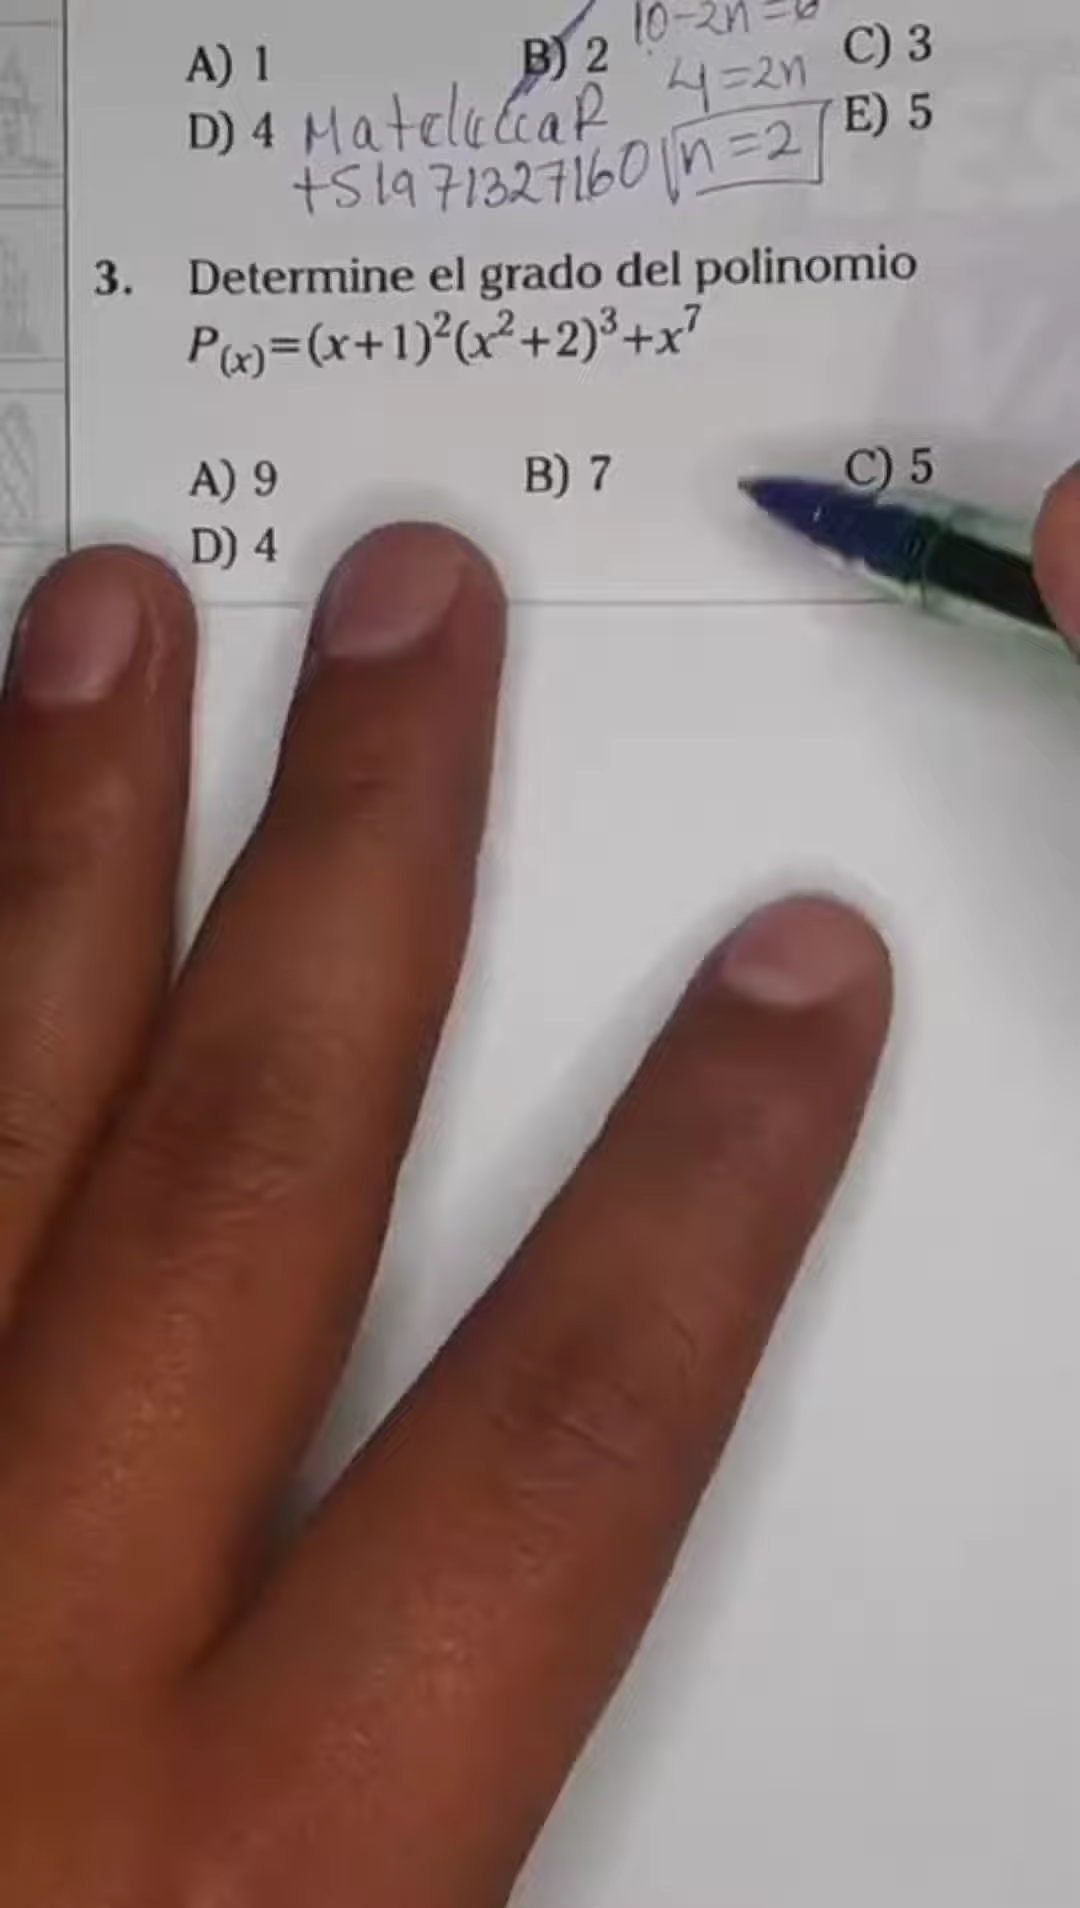 10-2n=6
A) 1 B) 2 C) 3
4=2n
D) 4 E) 5
+51971327160 n=2
3. Determine el grado del polinomio
P(x)=(x+1)²(x²+2)³+x⁷
A) 9 B) 7 C) 5
D) 4